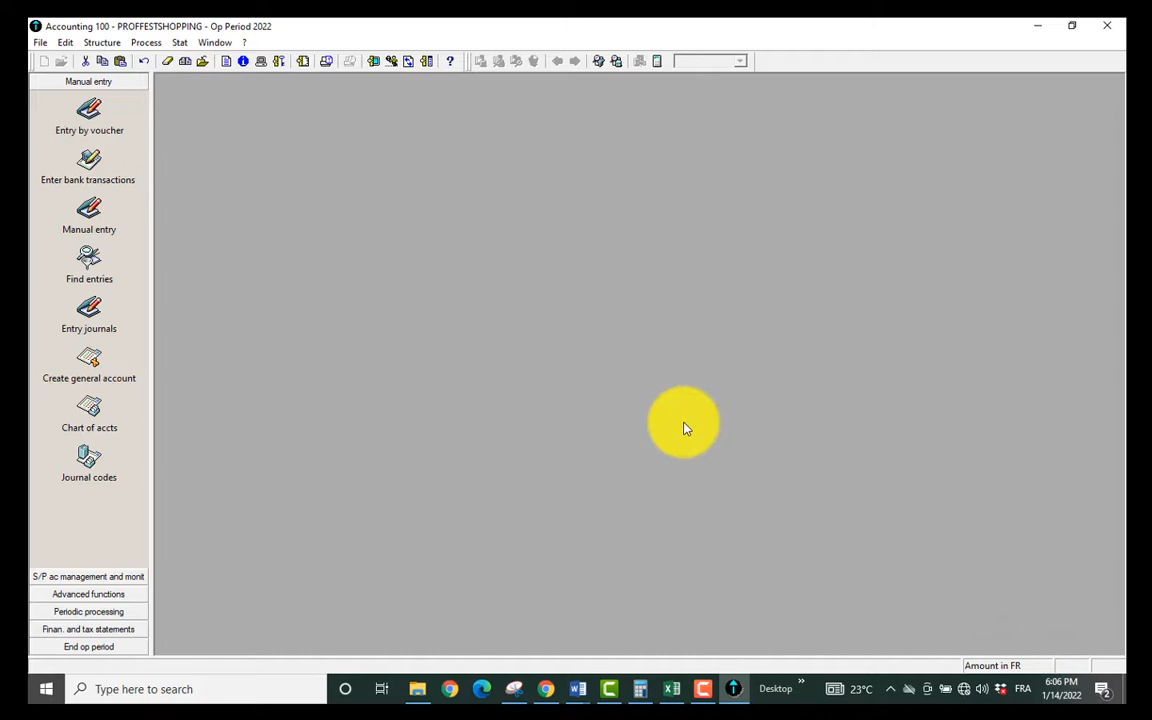 Accounting 100 - PROFFESTSHOPPING - Op Period 2022
File Edit Structure Process Stat Window ?
Manual entry
Entry by voucher
Enter bank transactions
Manual entry
Find entries
Entry journals
Create general account
Chart of accts
Journal codes
S/P ac management and monit
Advanced functions
Periodic processing
Finan. and tax statements
End op period
Amount in FR
Type here to search
Desktop
23°C
FRA
6:06 PM
1/14/2022
2